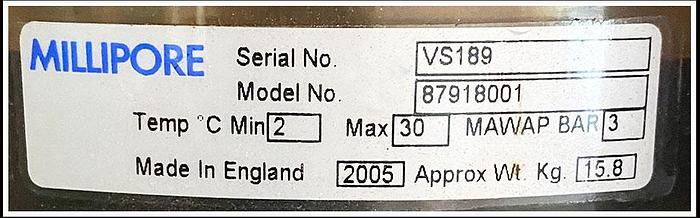 MILLIPORE Serial No. VS189
Model No. 87918001
Temp °C Min 2 Max 30 MAWAP BAR 3
Made In England 2005 Approx Wt. Kg. 15.8